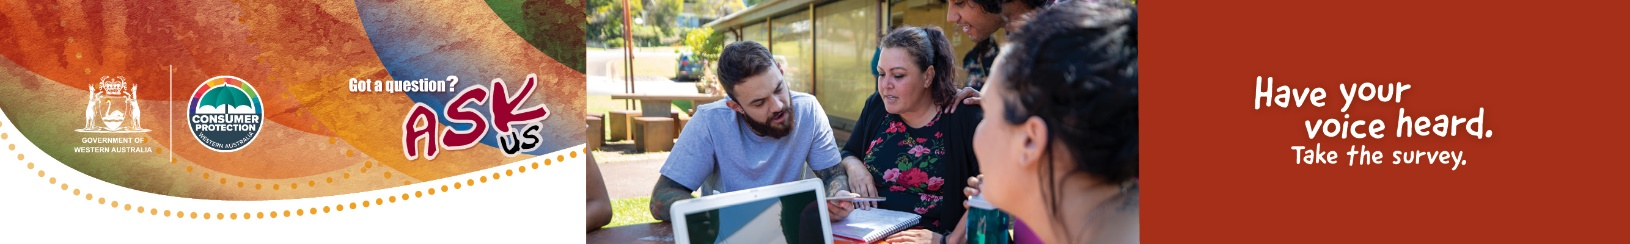 GOVERNMENT OF
WESTERN AUSTRALIA
CONSUMER
PROTECTION
WESTERN AUSTRALIA
Got a question?
ASK
US
Have your
voice heard.
Take the survey.